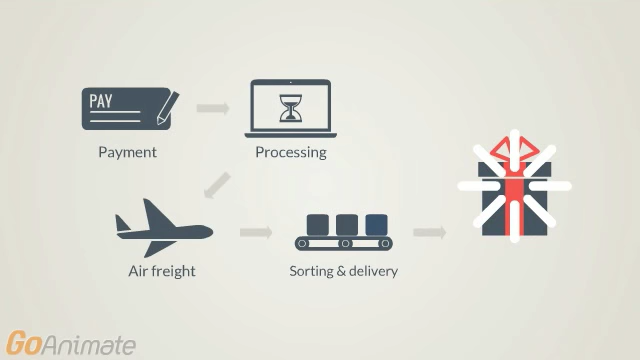 PAY
Payment
Processing
Air freight
Sorting & delivery
GoAnimate